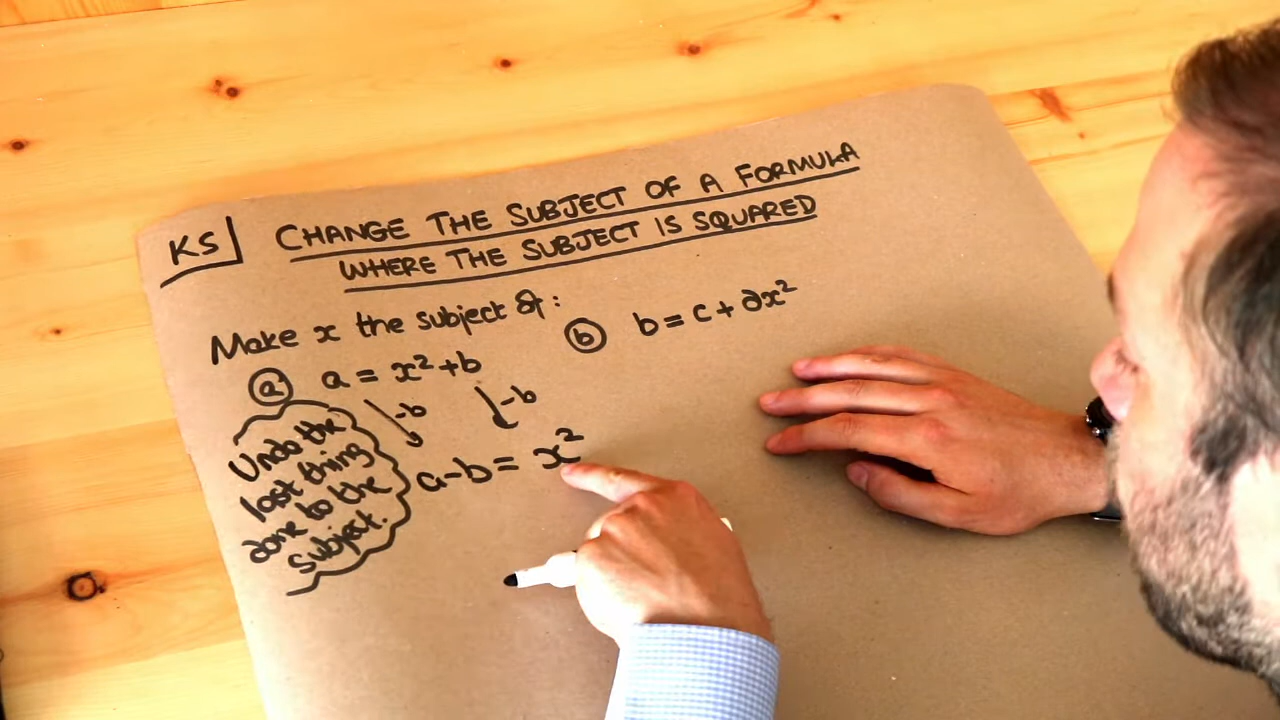 KS
CHANGE THE SUBJECT OF A FORMULA
WHERE THE SUBJECT IS SQUARED
Make x the subject of:
a a = x² + b
b b = c + ax²
-b -b
a - b = x²
Undo the
last thing
done to the
subject.